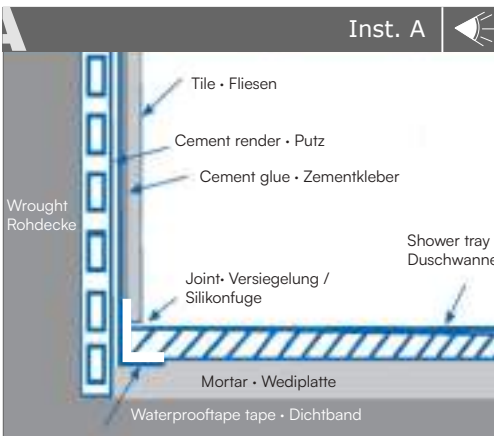 A
Inst. A
Tile • Fliesen
Cement render • Putz
Cement glue • Zementkleber
Wrought
Rohdecke
Shower tray
Duschwanne
Joint• Versiegelung /
Silikonfuge
Mortar • Wediplatte
Waterprooftape tape • Dichtband